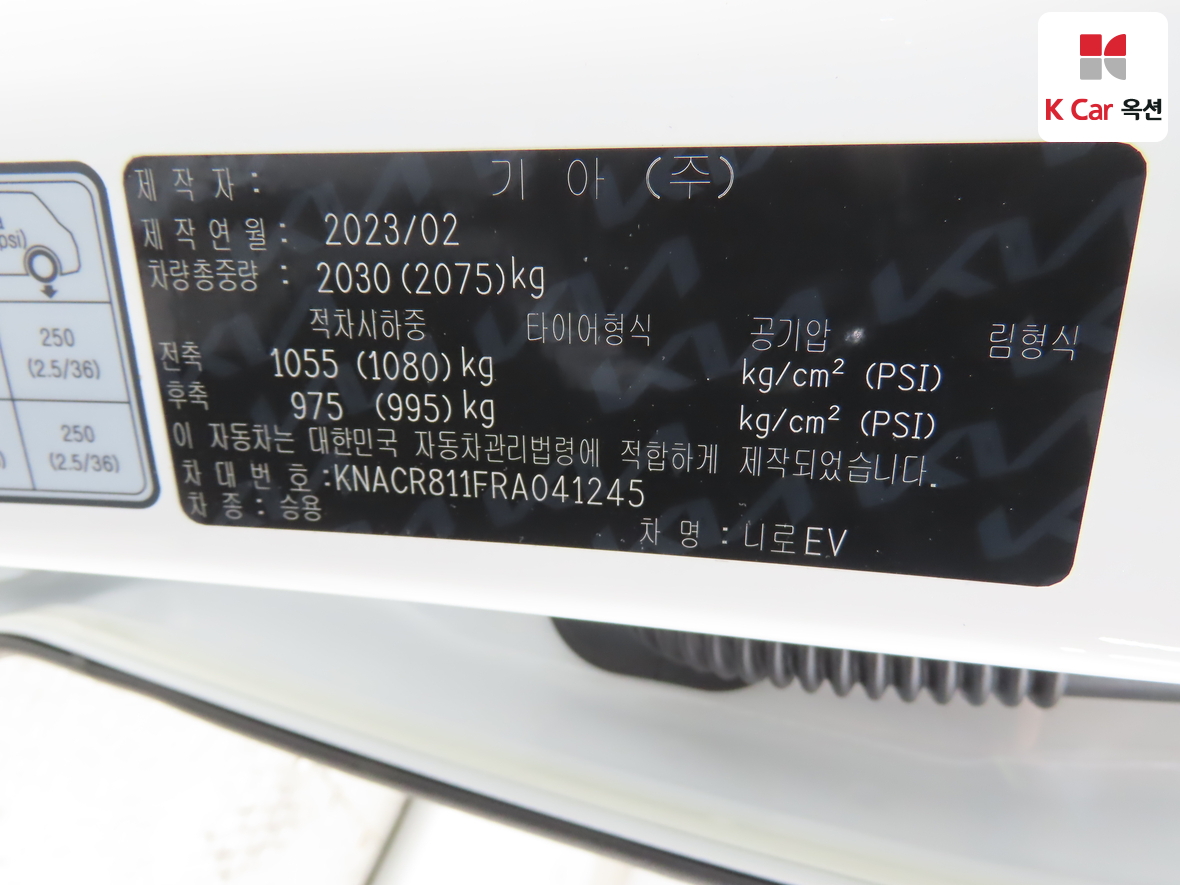 K Car 옥션
제 작 자 : 기 아 (주)
제 작 연 월 : 2023/02
차량총중량 : 2030 (2075)kg
적차시하중 타이어형식 공기압 림형식
전축 1055 (1080) kg kg/cm² (PSI)
후축 975 (995) kg kg/cm² (PSI)
이 자동차는 대한민국 자동차관리법령에 적합하게 제작되었습니다.
차 대 번 호 :KNACR811FRA041245
차 종 : 승용
차 명 : 니로EV
psi)
250
(2.5/36)
250
(2.5/36)